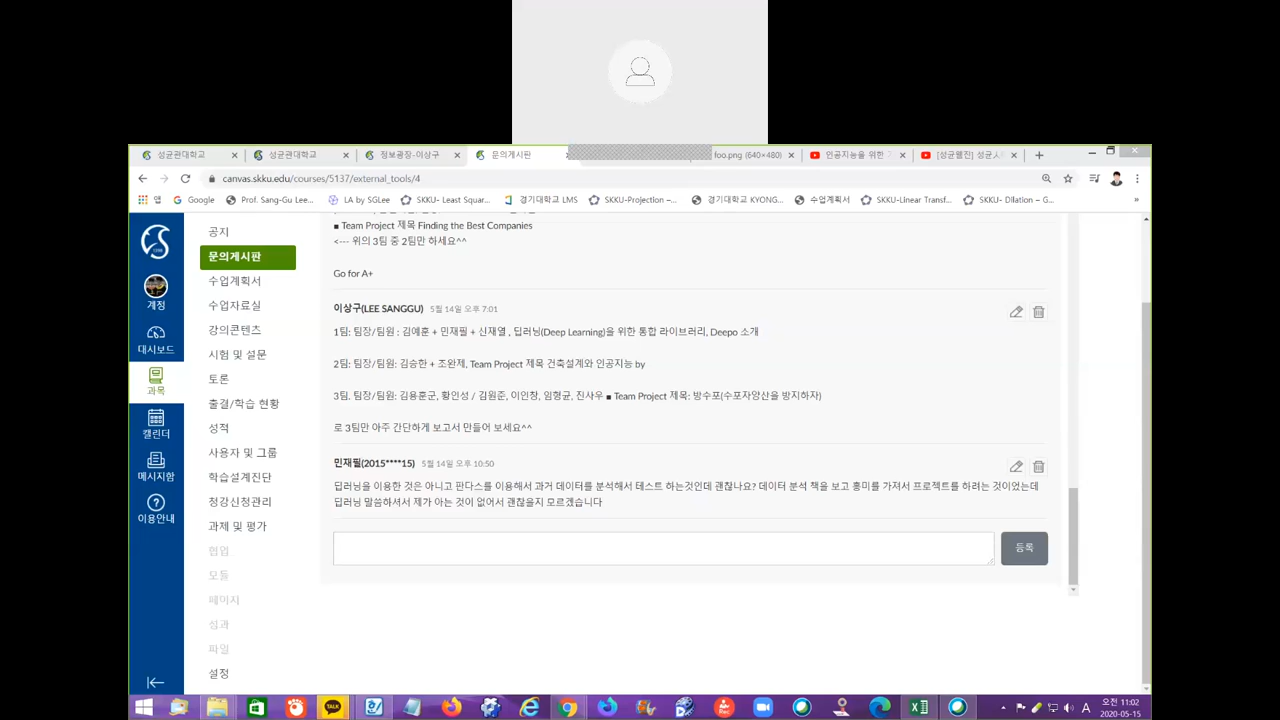 성균관대학교
성균관대학교
정보광장-이상구
문의게시판
foo.png (640×480)
인공지능을 위한
[성균웹진] 성균人
canvas.skku.edu/courses/5137/external_tools/4
앱
Google
Prof. Sang-Gu Lee...
LA by SGLee
SKKU- Least Squar...
경기대학교 LMS
SKKU-Projection –...
경기대학교 KYONG...
수업계획서
SKKU-Linear Transf...
SKKU- Dilation – G...
계정
대시보드
과목
캘린더
메시지함
이용안내
공지
문의게시판
수업계획서
수업자료실
강의콘텐츠
시험 및 설문
토론
출결/학습 현황
성적
사용자 및 그룹
학습설계진단
청강신청관리
과제 및 평가
협업
모듈
페이지
성과
파일
설정
■ Team Project 제목 Finding the Best Companies
<--- 위의 3팀 중 2팀만 하세요^^
Go for A+
이상구(LEE SANGGU) 5월 14일 오후 7:01
1팀: 팀장/팀원 : 김예훈 + 민재필 + 신재열 , 딥러닝(Deep Learning)을 위한 통합 라이브러리, Deepo 소개
2팀: 팀장/팀원: 김승한 + 조완제, Team Project 제목 건축설계와 인공지능 by
3팀, 팀장/팀원: 김용훈군, 황인성 / 김원준, 이인창, 임형균, 진사우 ■ Team Project 제목: 방수포(수포자양산을 방지하자)
로 3팀만 아주 간단하게 보고서 만들어 보세요^^
민재필(2015****15) 5월 14일 오후 10:50
딥러닝을 이용한 것은 아니고 판다스를 이용해서 과거 데이터를 분석해서 테스트 하는것인데 괜찮나요? 데이터 분석 책을 보고 흥미를 가져서 프로젝트를 하려는 것이었는데
딥러닝 말씀하셔서 제가 아는 것이 없어서 괜찮을지 모르겠습니다
등록
TALK
오전 11:02
2020-05-15